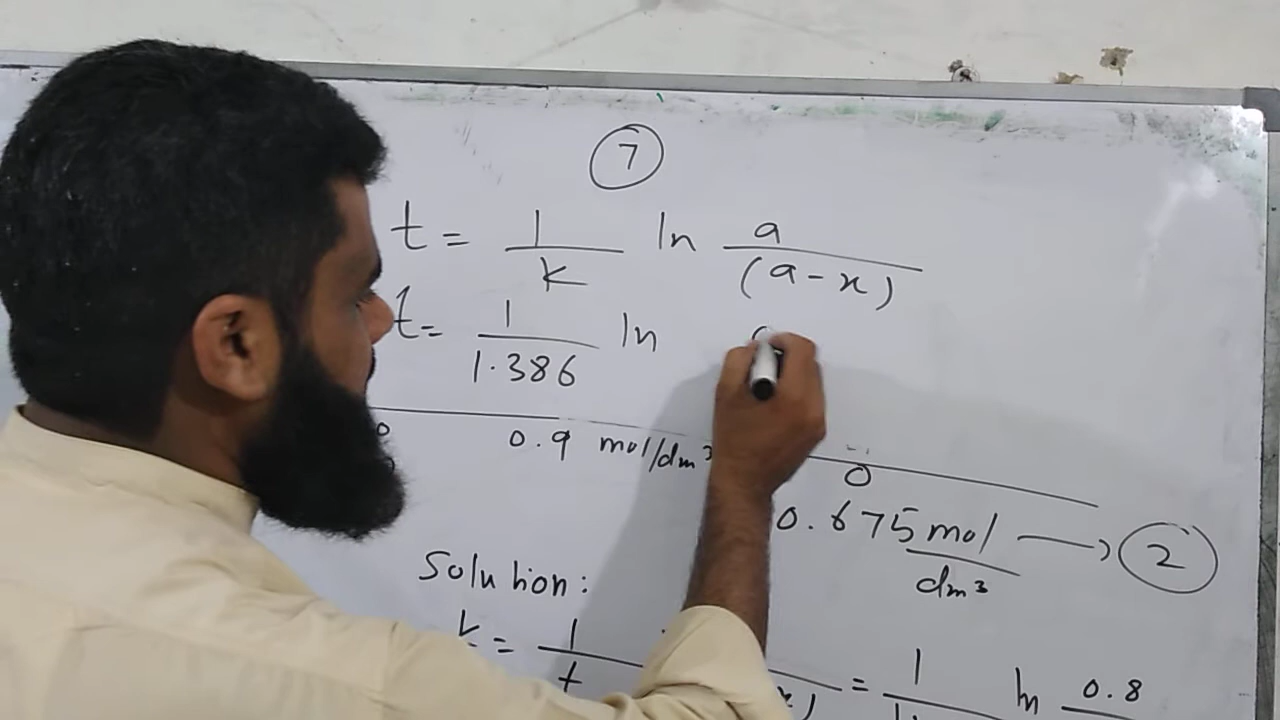 7
t = 1/k ln a/(a-x)
t = 1/1.386 ln
0.9 mol/dm³ 0
0.675 mol/dm³ → 2
Solution:
k = 1/t = 1 ln 0.8